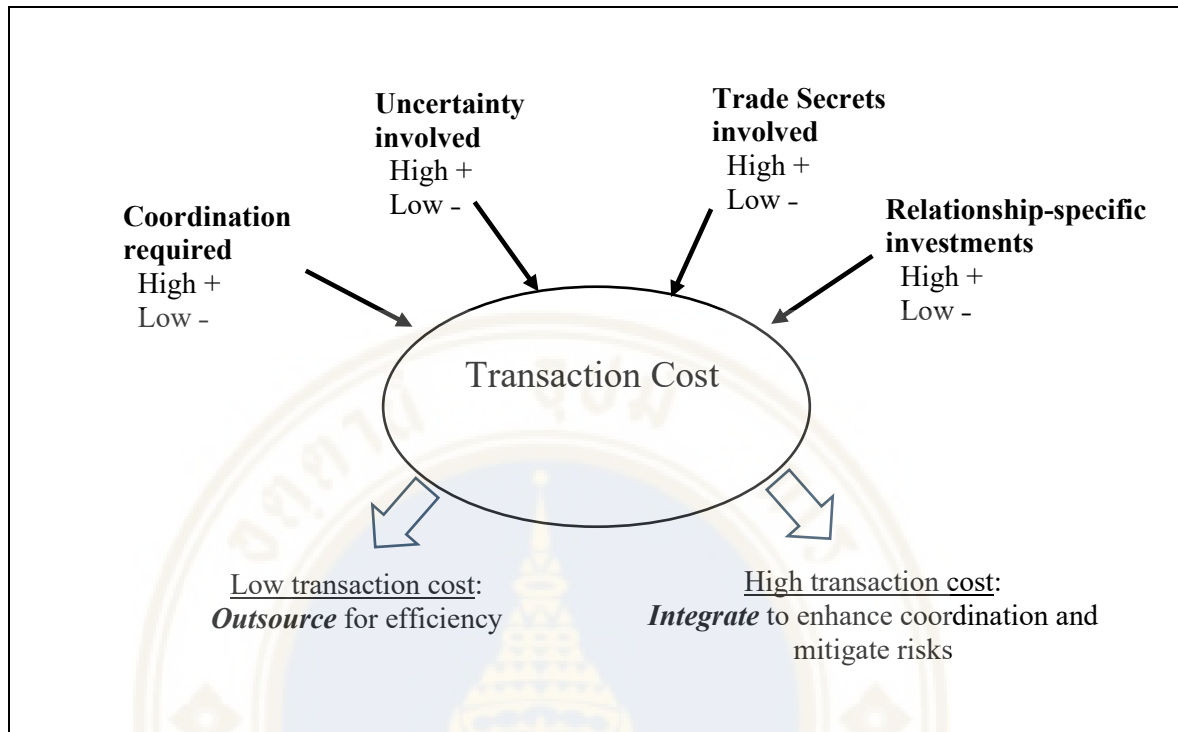 Uncertainty
involved
High +
Low -
Trade Secrets
involved
High +
Low -
Coordination
required
High +
Low -
Relationship-specific
investments
High +
Low -
Transaction Cost
Low transaction cost:
Outsource for efficiency
High transaction cost:
Integrate to enhance coordination and
mitigate risks